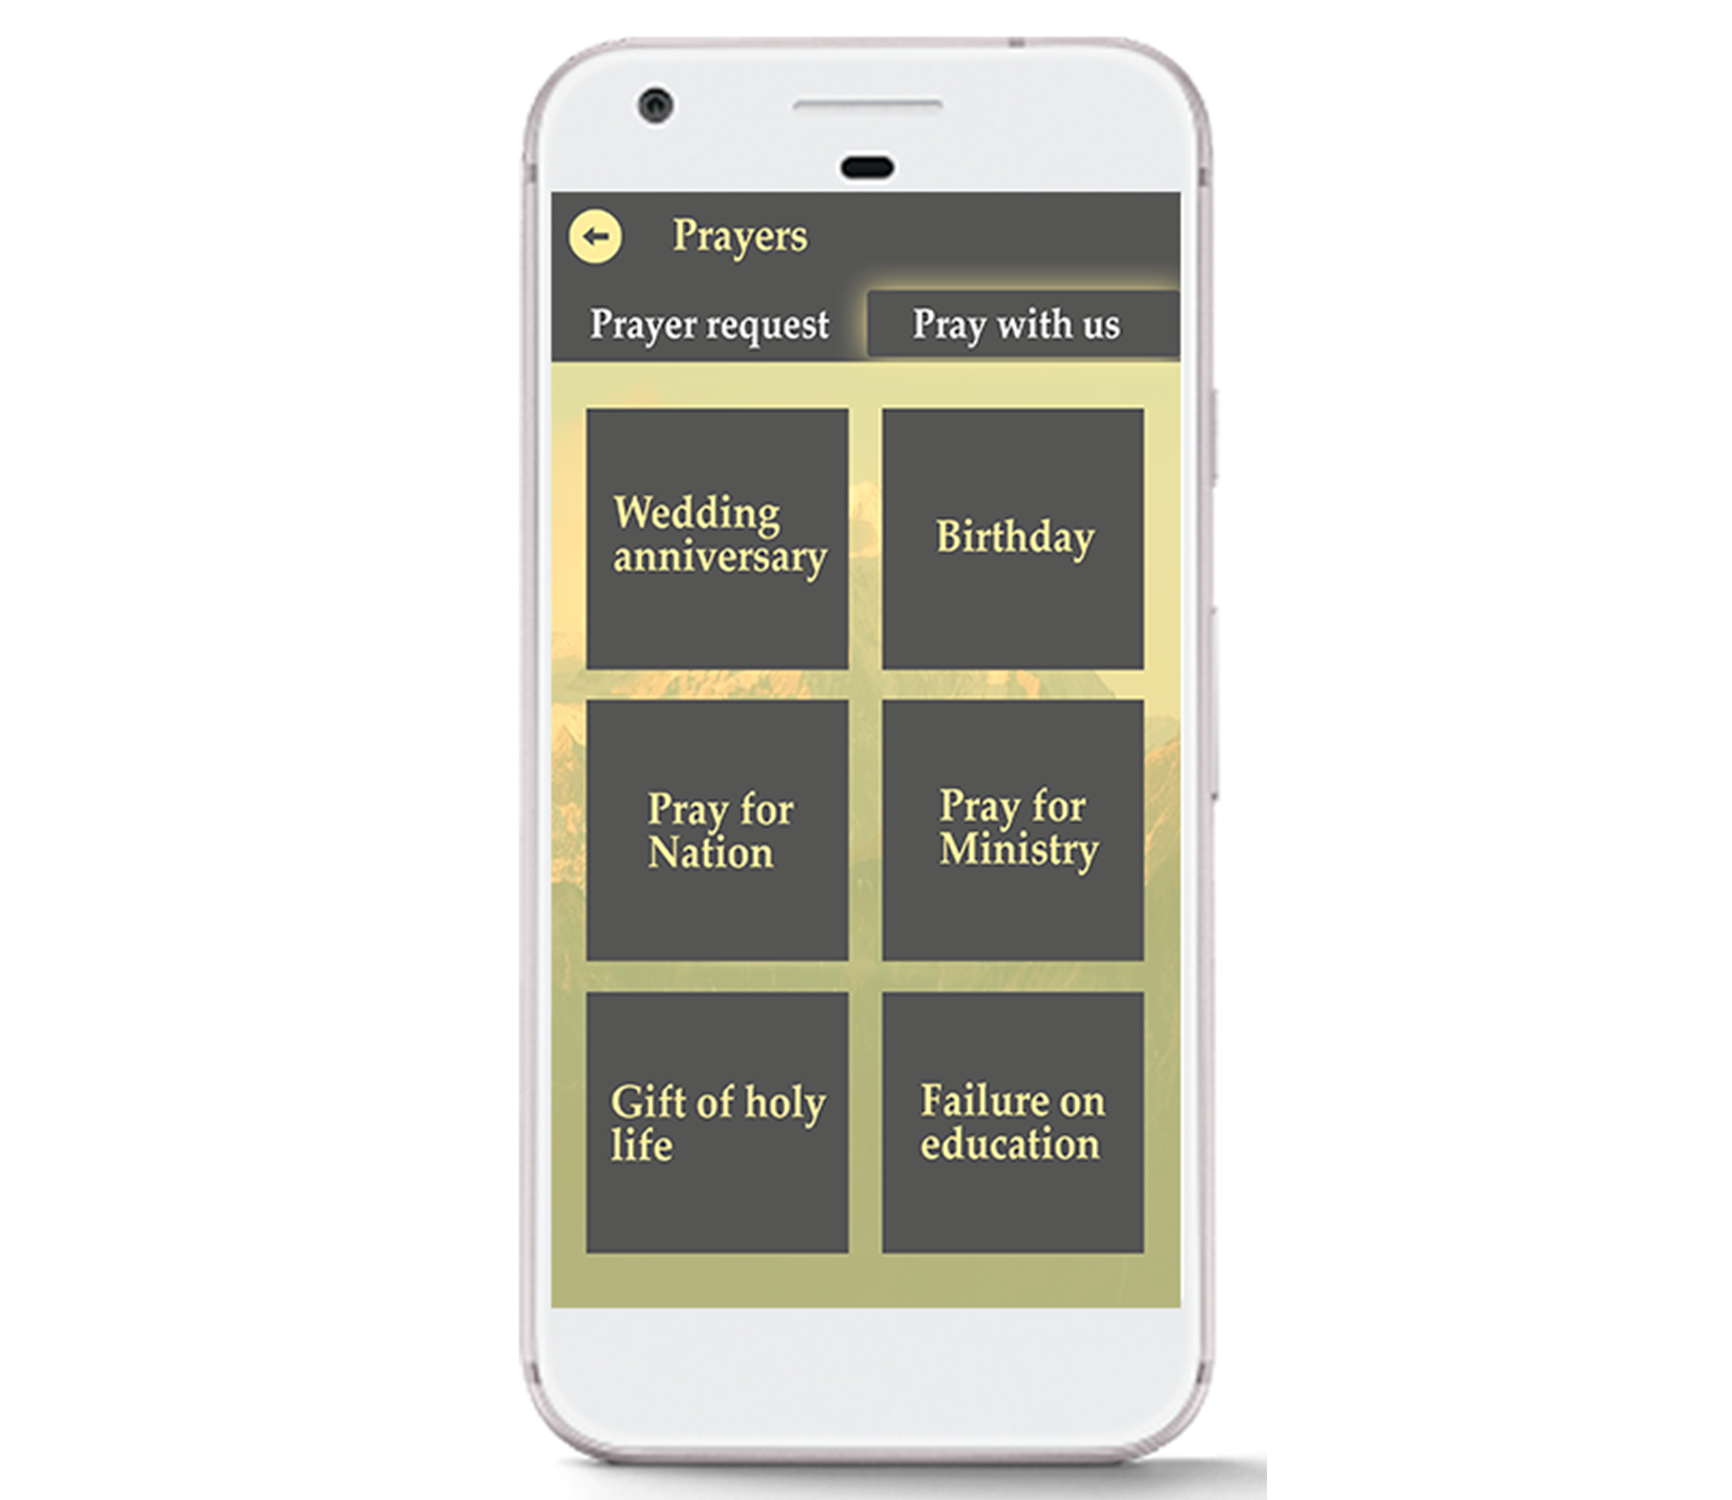 Prayers
Prayer request
Pray with us
Wedding
anniversary
Birthday
Pray for
Nation
Pray for
Ministry
Gift of holy
life
Failure on
education